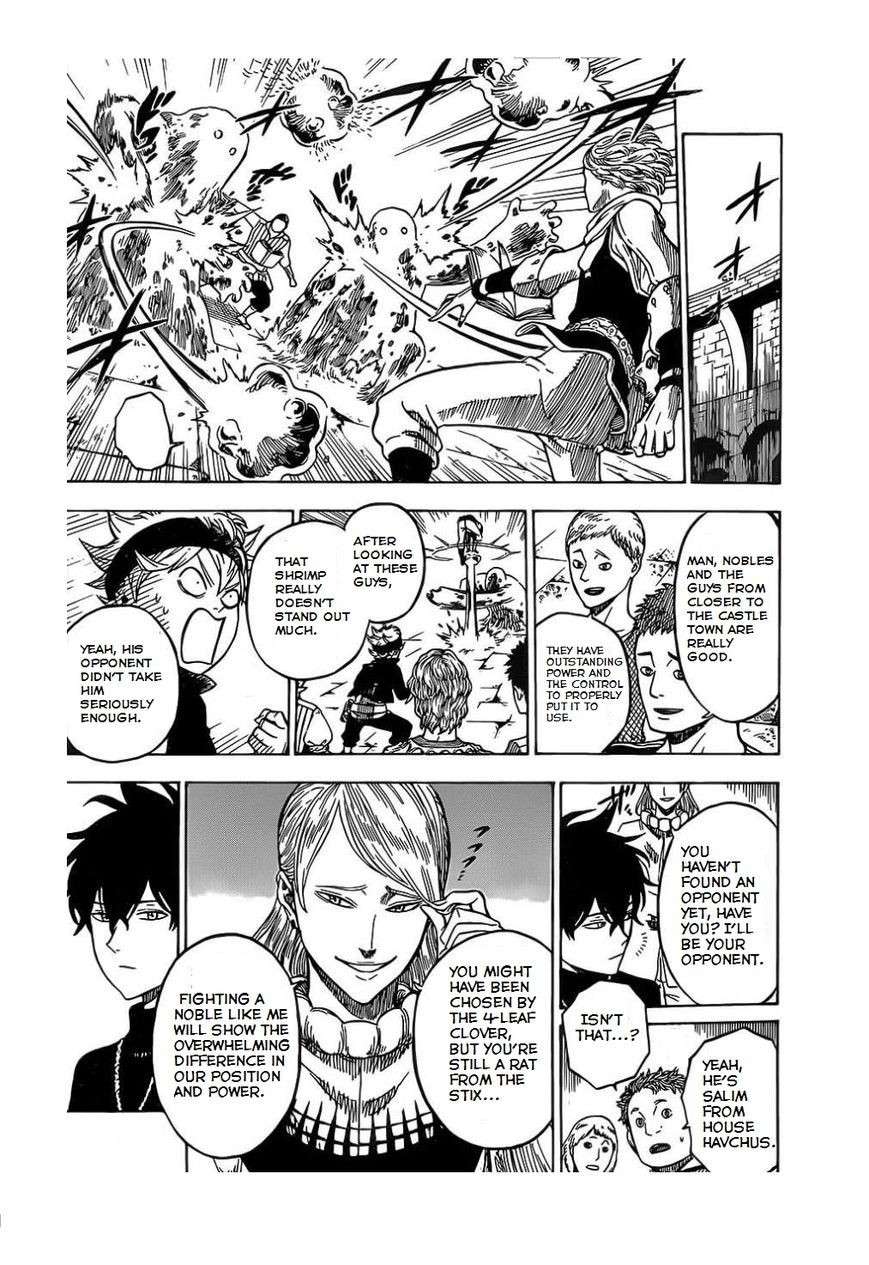 MAN, NOBLES
AND THE
GUYS FROM
CLOSER TO
THE CASTLE
TOWN ARE
REALLY
GOOD.
THEY HAVE
OUTSTANDING
POWER AND
THE CONTROL
TO PROPERLY
PUT IT TO
USE.
AFTER
LOOKING
AT THESE
GUYS,
THAT
SHRIMP
REALLY
DOESN'T
STAND OUT
MUCH.
YEAH, HIS
OPPONENT
DIDN'T TAKE
HIM
SERIOUSLY
ENOUGH.
YOU
HAVEN'T
FOUND AN
OPPONENT
YET, HAVE
YOU? I'LL
BE YOUR
OPPONENT.
ISN'T
THAT...?
YEAH,
HE'S
SALIM
FROM
HOUSE
HAVCHUS.
YOU MIGHT
HAVE BEEN
CHOSEN BY
THE 4-LEAF
CLOVER,
BUT YOU'RE
STILL A RAT
FROM THE
STIX...
FIGHTING A
NOBLE LIKE ME
WILL SHOW THE
OVERWHELMING
DIFFERENCE IN
OUR POSITION
AND POWER.